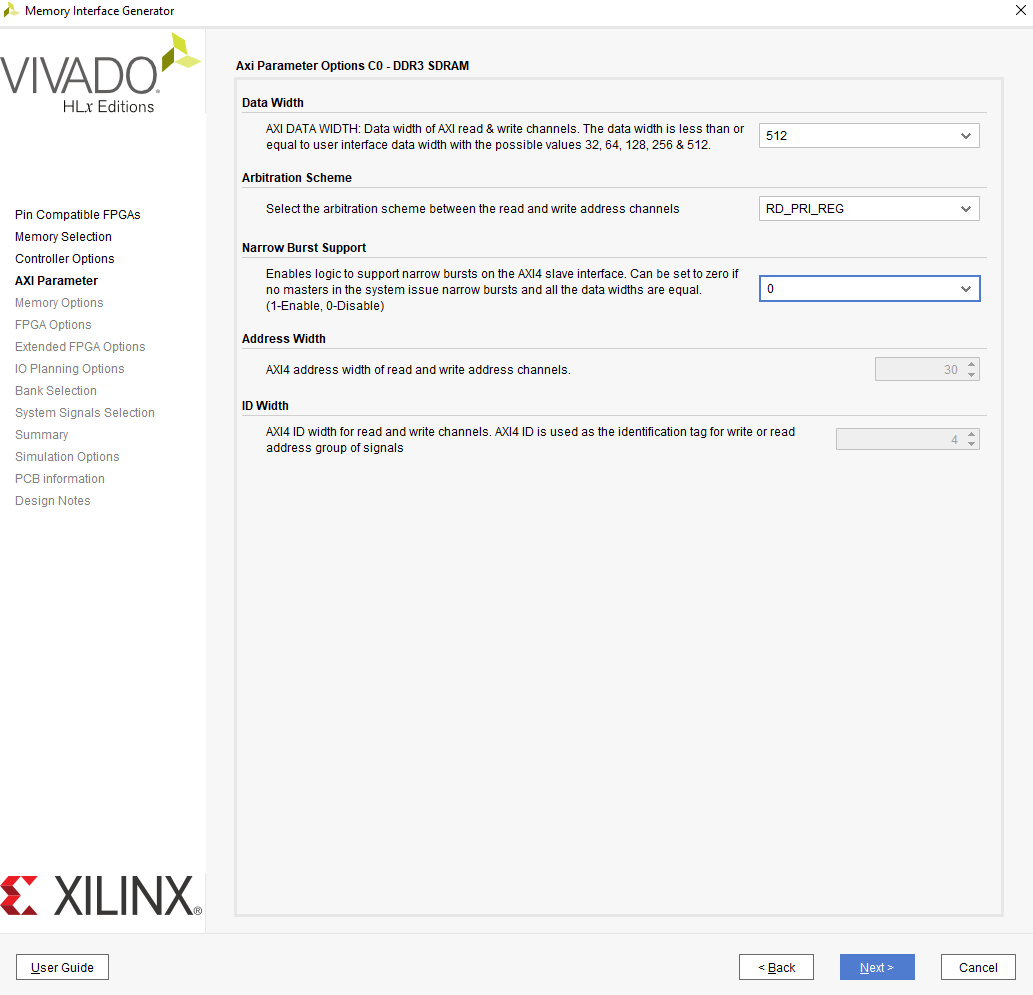 Memory Interface Generator
VIVADO.
HLx Editions
Pin Compatible FPGAs
Memory Selection
Controller Options
AXI Parameter
Memory Options
FPGA Options
Extended FPGA Options
IO Planning Options
Bank Selection
System Signals Selection
Summary
Simulation Options
PCB information
Design Notes
XILINX®
Axi Parameter Options C0 - DDR3 SDRAM
Data Width
AXI DATA WIDTH: Data width of AXI read & write channels. The data width is less than or
equal to user interface data width with the possible values 32, 64, 128, 256 & 512.
512
Arbitration Scheme
Select the arbitration scheme between the read and write address channels
RD_PRI_REG
Narrow Burst Support
Enables logic to support narrow bursts on the AXI4 slave interface. Can be set to zero if
no masters in the system issue narrow bursts and all the data widths are equal.
(1-Enable, 0-Disable)
0
Address Width
AXI4 address width of read and write address channels.
30
ID Width
AXI4 ID width for read and write channels. AXI4 ID is used as the identification tag for write or read
address group of signals
4
User Guide
< Back
Next >
Cancel